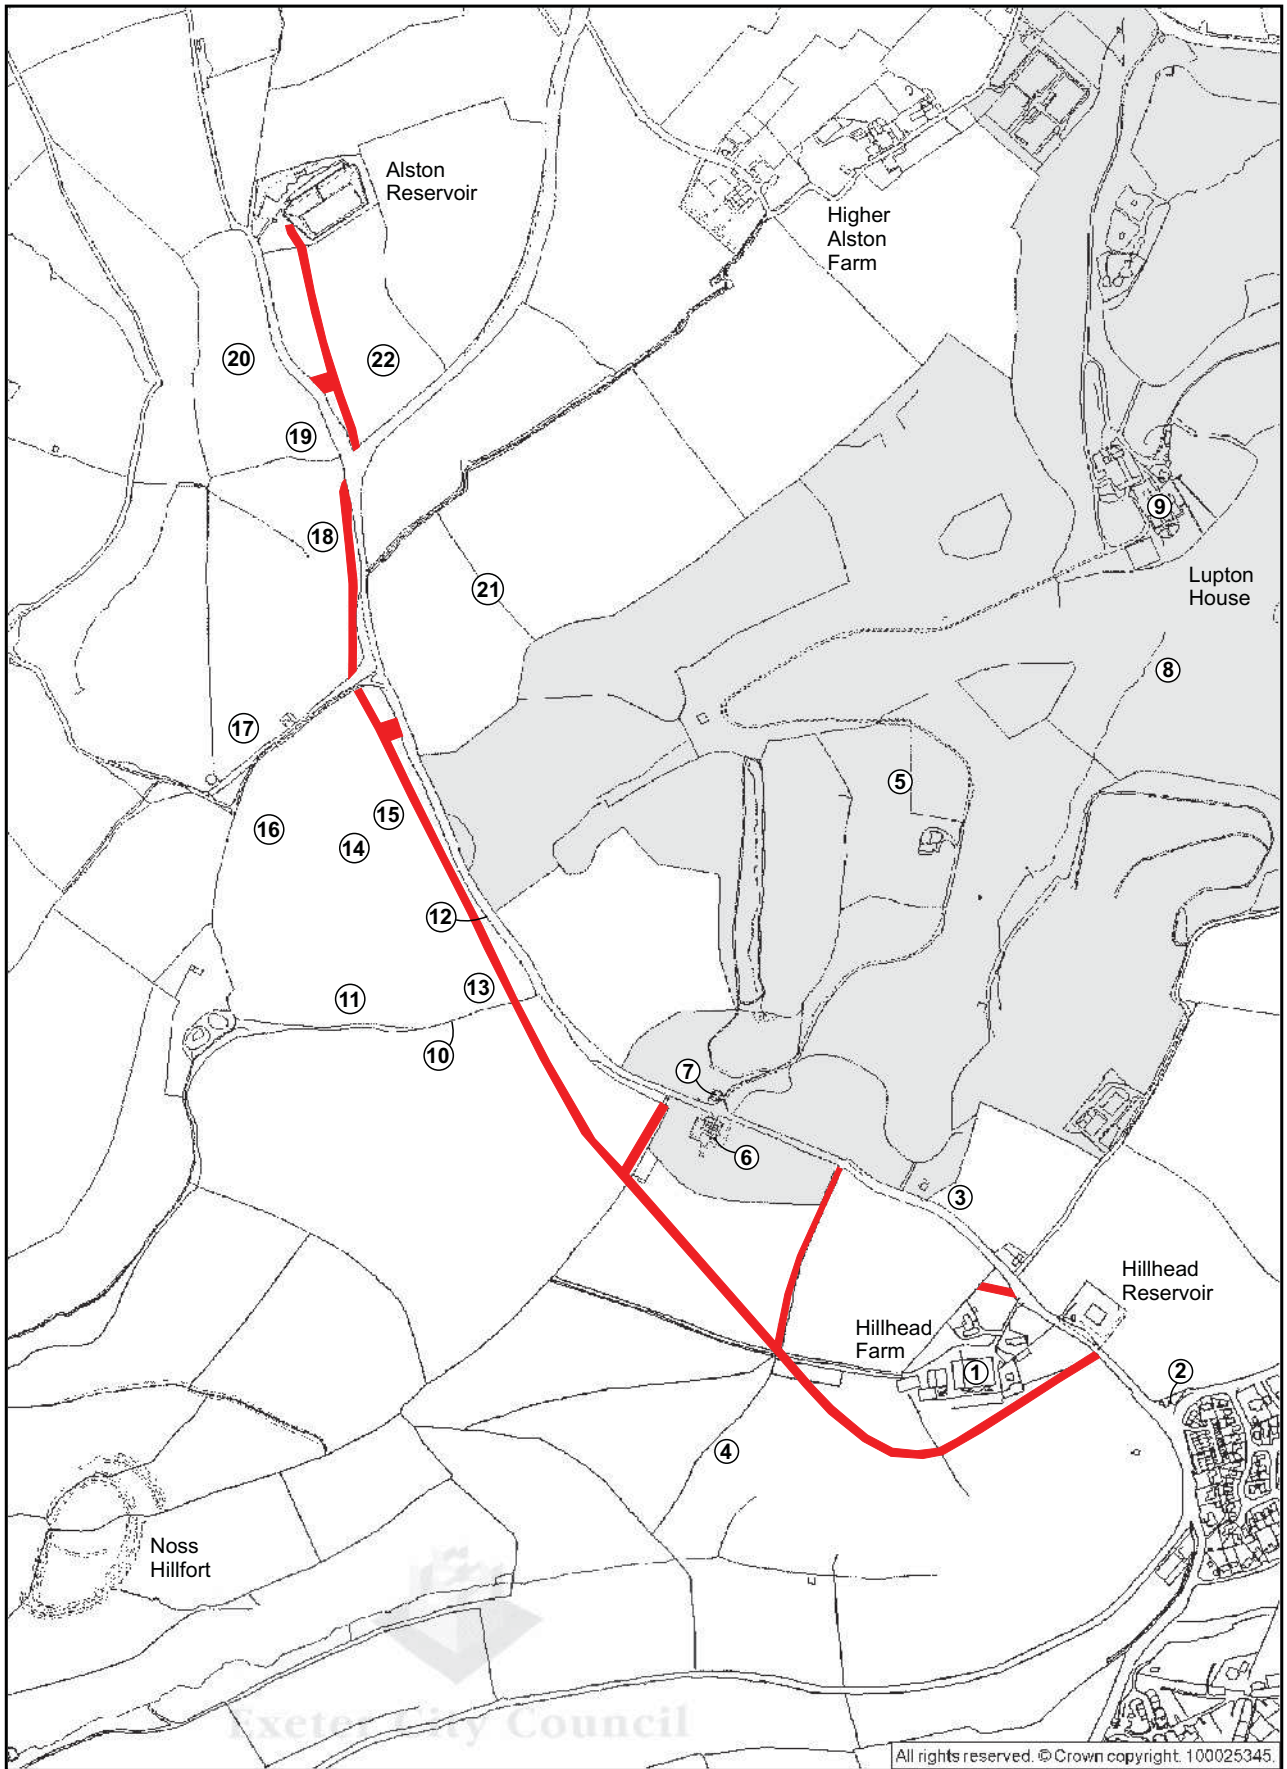 Alston
Reservoir
Higher
Alston
Farm
20
22
19
9
18
Lupton
House
21
8
17
5
15
16
14
12
13
11
10
7
6
3
Hillhead
Reservoir
Hillhead
Farm
1
2
4
Noss
Hillfort
Exeter City Council
All rights reserved. © Crown copyright. 100025345.